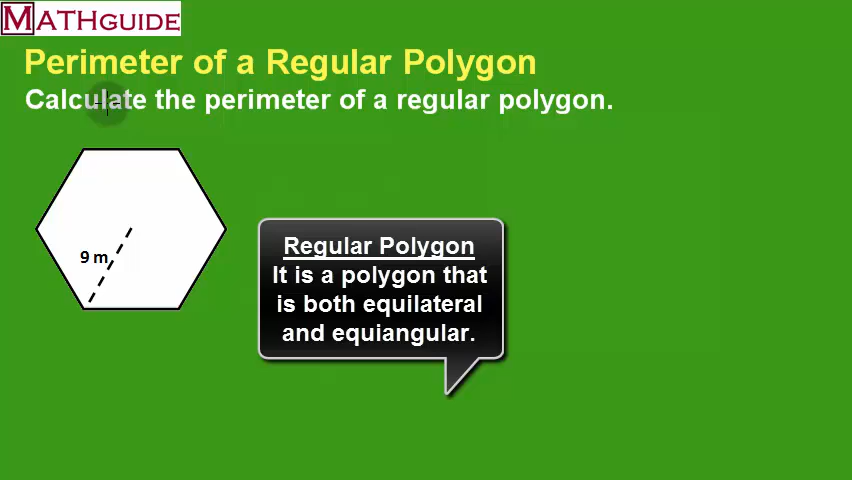 MATHGUIDE
Perimeter of a Regular Polygon
Calculate the perimeter of a regular polygon.
9 m
Regular Polygon
It is a polygon that
is both equilateral
and equiangular.